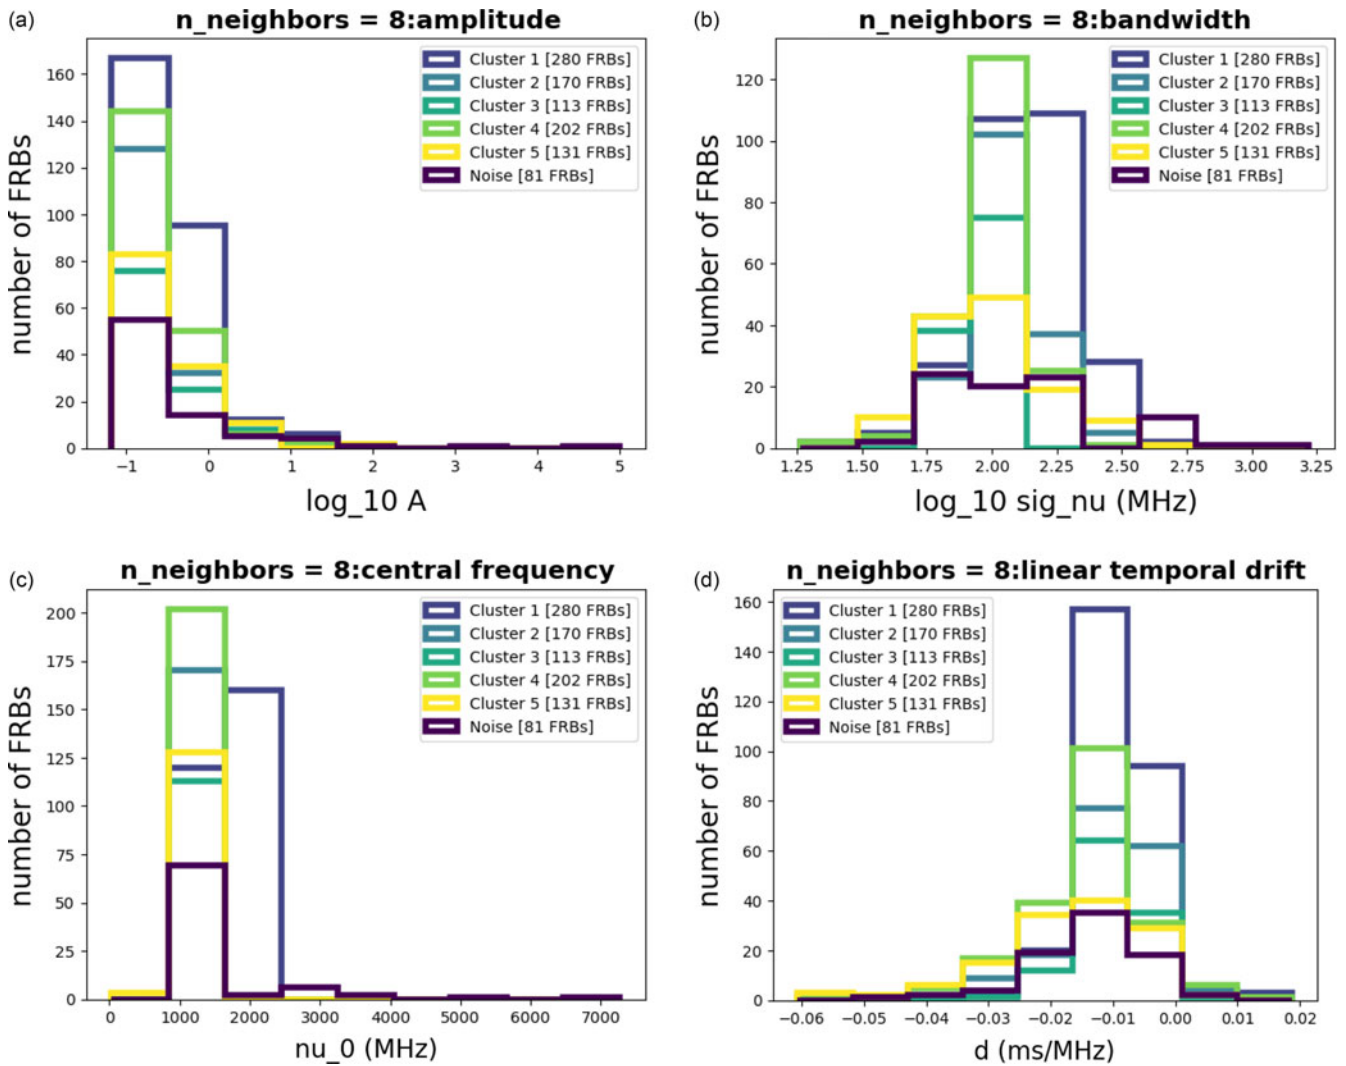 (a)
n_neighbors = 8:amplitude
number of FRBs
160
140
120
100
80
60
40
20
0
Cluster 1 [280 FRBs]
Cluster 2 [170 FRBs]
Cluster 3 [113 FRBs]
Cluster 4 [202 FRBs]
Cluster 5 [131 FRBs]
Noise [81 FRBs]
−1 0 1 2 3 4 5
log_10 A
(b)
n_neighbors = 8:bandwidth
number of FRBs
120
100
80
60
40
20
0
Cluster 1 [280 FRBs]
Cluster 2 [170 FRBs]
Cluster 3 [113 FRBs]
Cluster 4 [202 FRBs]
Cluster 5 [131 FRBs]
Noise [81 FRBs]
1.25 1.50 1.75 2.00 2.25 2.50 2.75 3.00 3.25
log_10 sig_nu (MHz)
(c)
n_neighbors = 8:central frequency
number of FRBs
200
175
150
125
100
75
50
25
0
Cluster 1 [280 FRBs]
Cluster 2 [170 FRBs]
Cluster 3 [113 FRBs]
Cluster 4 [202 FRBs]
Cluster 5 [131 FRBs]
Noise [81 FRBs]
0 1000 2000 3000 4000 5000 6000 7000
nu_0 (MHz)
(d)
n_neighbors = 8:linear temporal drift
number of FRBs
160
140
120
100
80
60
40
20
0
Cluster 1 [280 FRBs]
Cluster 2 [170 FRBs]
Cluster 3 [113 FRBs]
Cluster 4 [202 FRBs]
Cluster 5 [131 FRBs]
Noise [81 FRBs]
−0.06 −0.05 −0.04 −0.03 −0.02 −0.01 0.00 0.01 0.02
d (ms/MHz)